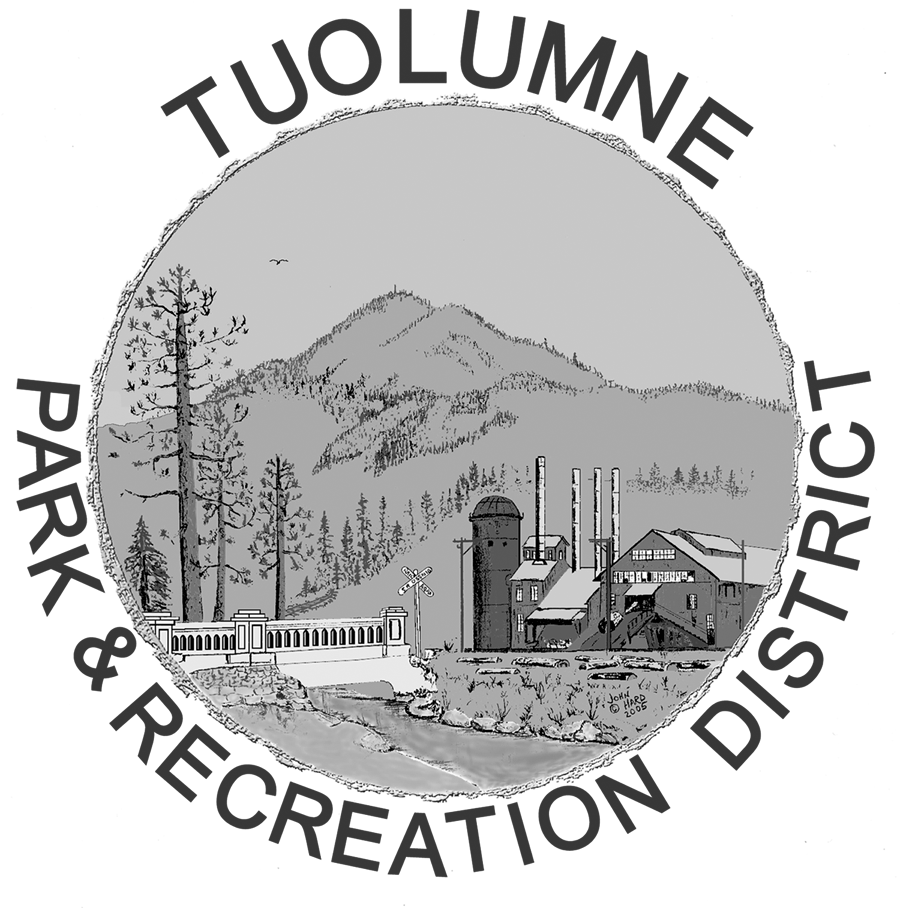 TUOLUMNE
PARK & RECREATION DISTRICT
JOHN
© HARD
2005